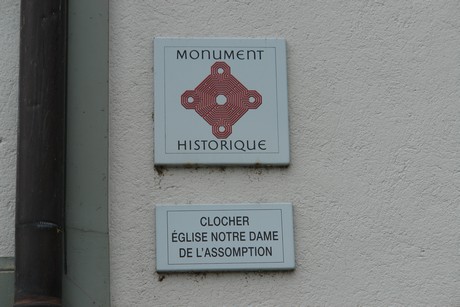 MONUMENT
HISTORIQUE
CLOCHER
ÉGLISE NOTRE DAME
DE L'ASSOMPTION